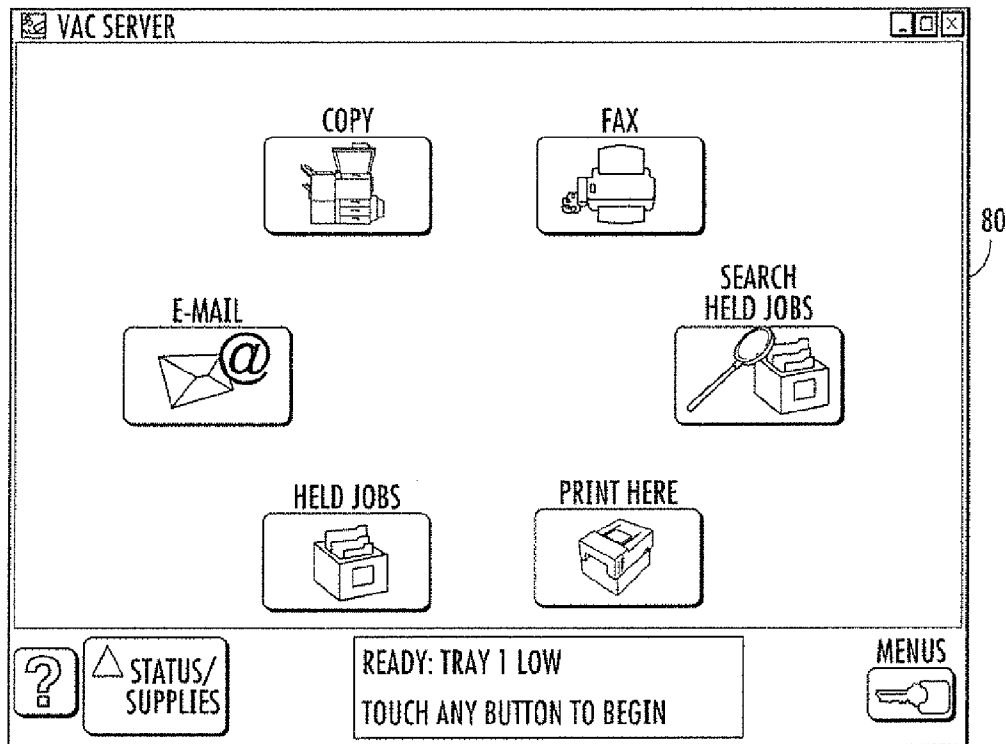 VAC SERVER
COPY
FAX
80
E-MAIL
@
SEARCH
HELD JOBS
HELD JOBS
PRINT HERE
?
STATUS/
SUPPLIES
READY: TRAY 1 LOW
TOUCH ANY BUTTON TO BEGIN
MENUS